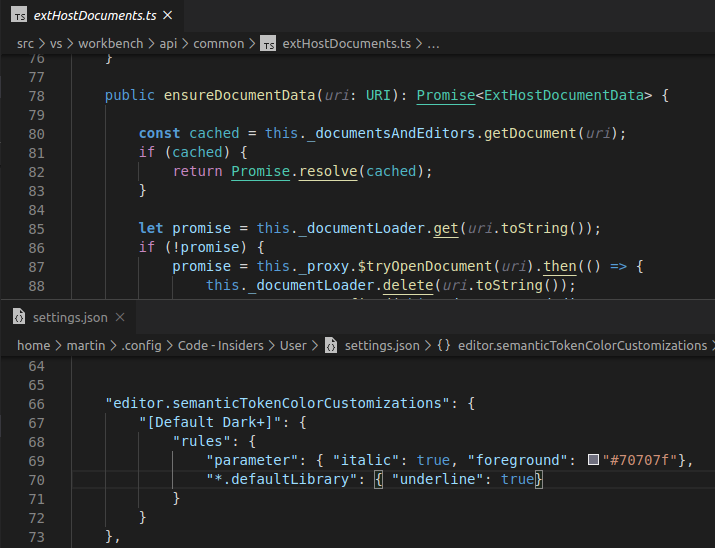 TS extHostDocuments.ts ×
src > vs > workbench > api > common > TS extHostDocuments.ts > ...
76 }
77
78 public ensureDocumentData(uri: URI): Promise<ExtHostDocumentData> {
79
80 const cached = this._documentsAndEditors.getDocument(uri);
81 if (cached) {
82 return Promise.resolve(cached);
83 }
84
85 let promise = this._documentLoader.get(uri.toString());
86 if (!promise) {
87 promise = this._proxy.$tryOpenDocument(uri).then(() => {
88 this._documentLoader.delete(uri.toString());
settings.json ×
home > martin > .config > Code - Insiders > User > settings.json > {} editor.semanticTokenColorCustomizations >
64
65
66 "editor.semanticTokenColorCustomizations": {
67 "[Default Dark+]": {
68 "rules": {
69 "parameter": { "italic": true, "foreground": "#70707f"},
70 "*.defaultLibrary": { "underline": true}
71 }
72 }
73 },